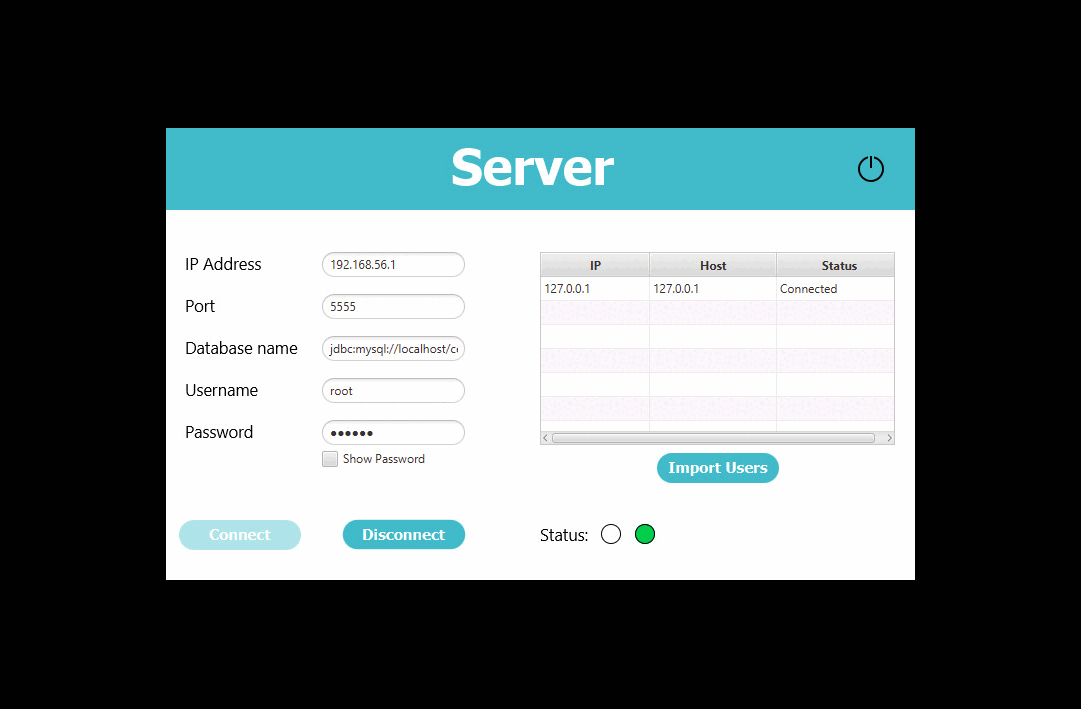 Server
IP Address 192.168.56.1
Port 5555
Database name jdbc:mysql://localhost/c
Username root
Password ••••••
Show Password
Connect Disconnect
IP Host Status
127.0.0.1 127.0.0.1 Connected
Import Users
Status: